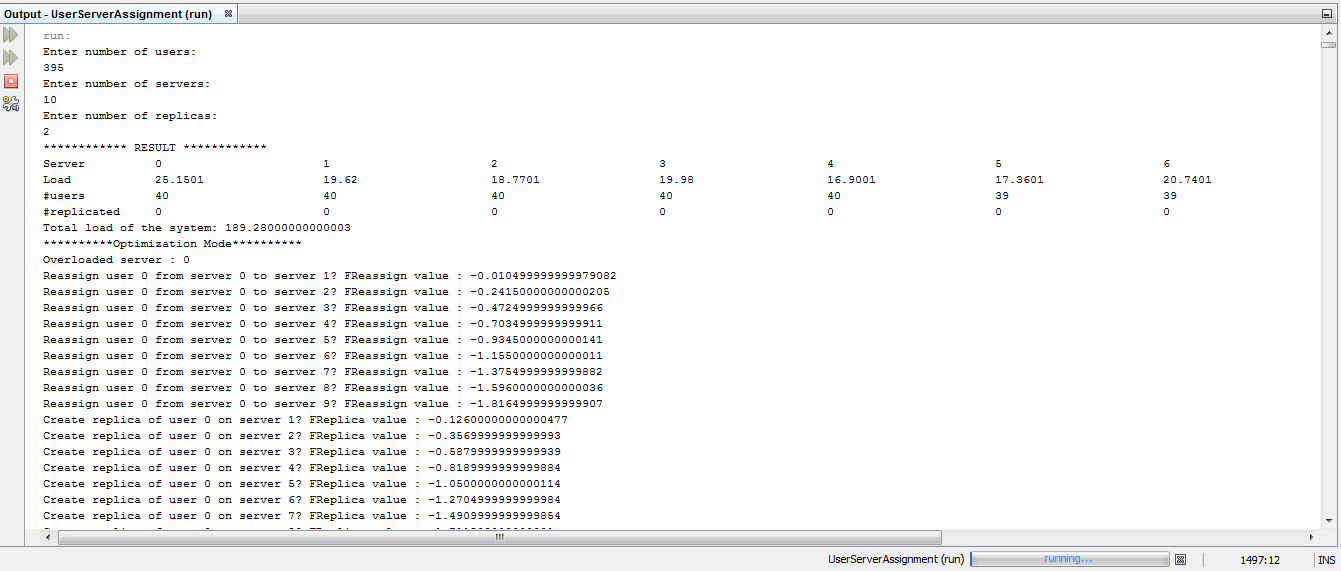 Output - UserServerAssignment (run)
run:
Enter number of users:
395
Enter number of servers:
10
Enter number of replicas:
2
************ RESULT ************
Server 0 1 2 3 4 5 6
Load 25.1501 19.62 18.7701 19.98 16.9001 17.3601 20.7401
#users 40 40 40 40 40 39 39
#replicated 0 0 0 0 0 0 0
Total load of the system: 189.28000000000003
**********Optimization Mode**********
Overloaded server : 0
Reassign user 0 from server 0 to server 1? FReassign value : -0.010499999999979082
Reassign user 0 from server 0 to server 2? FReassign value : -0.24150000000000205
Reassign user 0 from server 0 to server 3? FReassign value : -0.4724999999999966
Reassign user 0 from server 0 to server 4? FReassign value : -0.7034999999999911
Reassign user 0 from server 0 to server 5? FReassign value : -0.9345000000000141
Reassign user 0 from server 0 to server 6? FReassign value : -1.1550000000000011
Reassign user 0 from server 0 to server 7? FReassign value : -1.3754999999999882
Reassign user 0 from server 0 to server 8? FReassign value : -1.5960000000000036
Reassign user 0 from server 0 to server 9? FReassign value : -1.8164999999999907
Create replica of user 0 on server 1? FReplica value : -0.12600000000000477
Create replica of user 0 on server 2? FReplica value : -0.3569999999999993
Create replica of user 0 on server 3? FReplica value : -0.5879999999999939
Create replica of user 0 on server 4? FReplica value : -0.8189999999999884
Create replica of user 0 on server 5? FReplica value : -1.0500000000000114
Create replica of user 0 on server 6? FReplica value : -1.2704999999999984
Create replica of user 0 on server 7? FReplica value : -1.4909999999999854
UserServerAssignment (run) running... 1497:12 INS